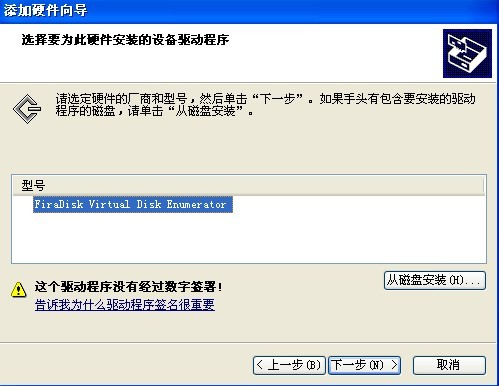 添加硬件向导
选择要为此硬件安装的设备驱动程序
请选定硬件的厂商和型号，然后单击“下一步”。如果手头有包含要安装的驱动
程序的磁盘，请单击“从磁盘安装”。
型号
FiraDisk Virtual Disk Enumerator
这个驱动程序没有经过数字签署!
告诉我为什么驱动程序签名很重要
从磁盘安装(H)...
< 上一步(B)
下一步(N) >
取消